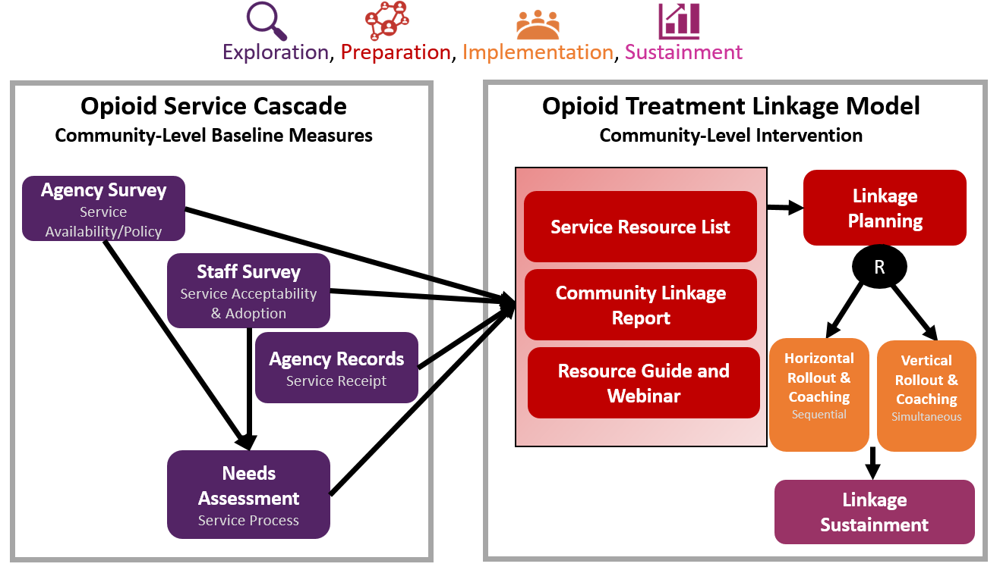 Exploration, Preparation, Implementation, Sustainment
Opioid Service Cascade
Community-Level Baseline Measures
Agency Survey
Service
Availability/Policy
Staff Survey
Service Acceptability
& Adoption
Agency Records
Service Receipt
Needs
Assessment
Service Process
Opioid Treatment Linkage Model
Community-Level Intervention
Service Resource List
Community Linkage
Report
Resource Guide and
Webinar
Linkage
Planning
R
Horizontal
Rollout &
Coaching
Sequential
Vertical
Rollout &
Coaching
Simultaneous
Linkage
Sustainment